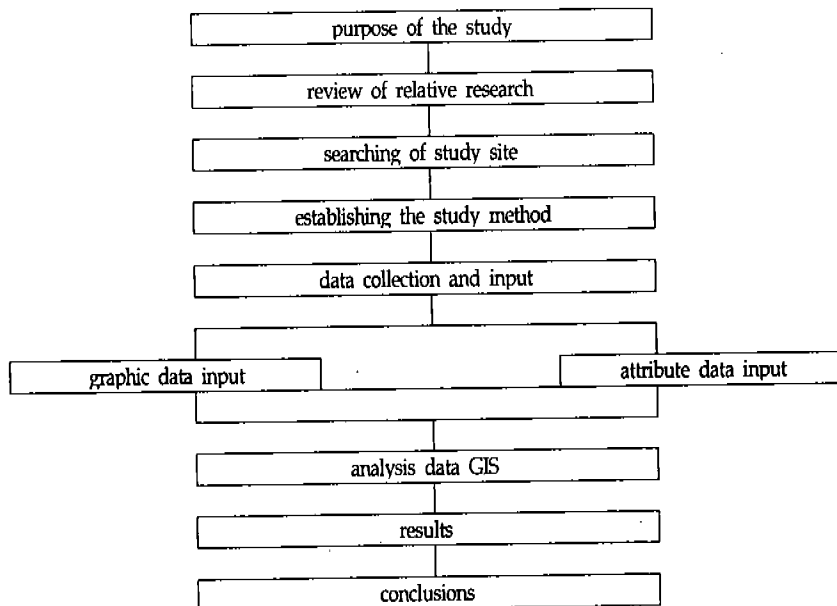 purpose of the study
review of relative research
searching of study site
establishing the study method
data collection and input
graphic data input
attribute data input
analysis data GIS
results
conclusions